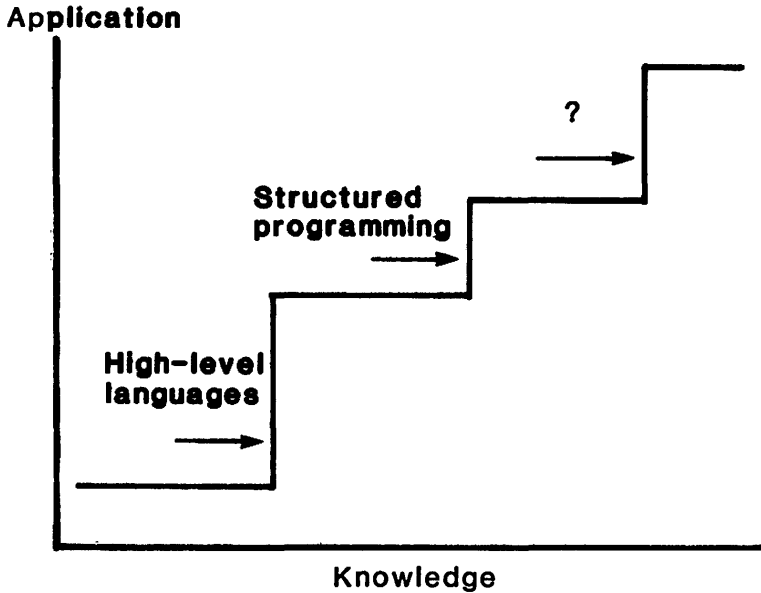 Application
?
Structured
programming
High-level
languages
Knowledge